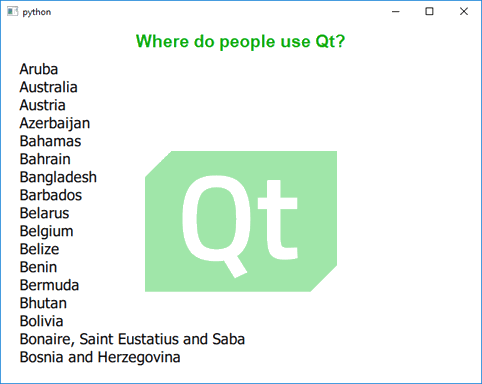 python
Where do people use Qt?
Aruba
Australia
Austria
Azerbaijan
Bahamas
Bahrain
Bangladesh
Barbados
Belarus
Belgium
Belize
Benin
Bermuda
Bhutan
Bolivia
Bonaire, Saint Eustatius and Saba
Bosnia and Herzegovina
Qt